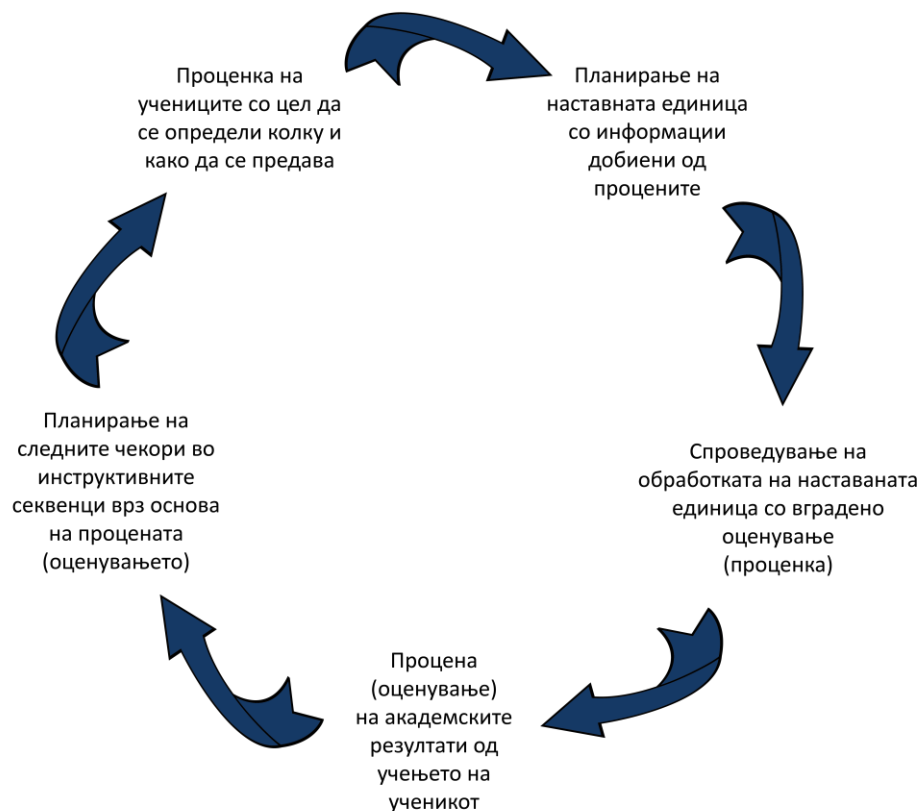 Проценка на
учениците со цел да
се определи колку и
како да се предава
Планирање на
наставната единица
со информации
добиени од
процените
Спроведување на
обработката на наставаната
единица со вградено
оценување
(проценка)
Процена
(оценување)
на академските
резултати од
учењето на
ученикот
Планирање на
следните чекори во
инструктивните
секвенци врз основа
на процената
(оценувањето)